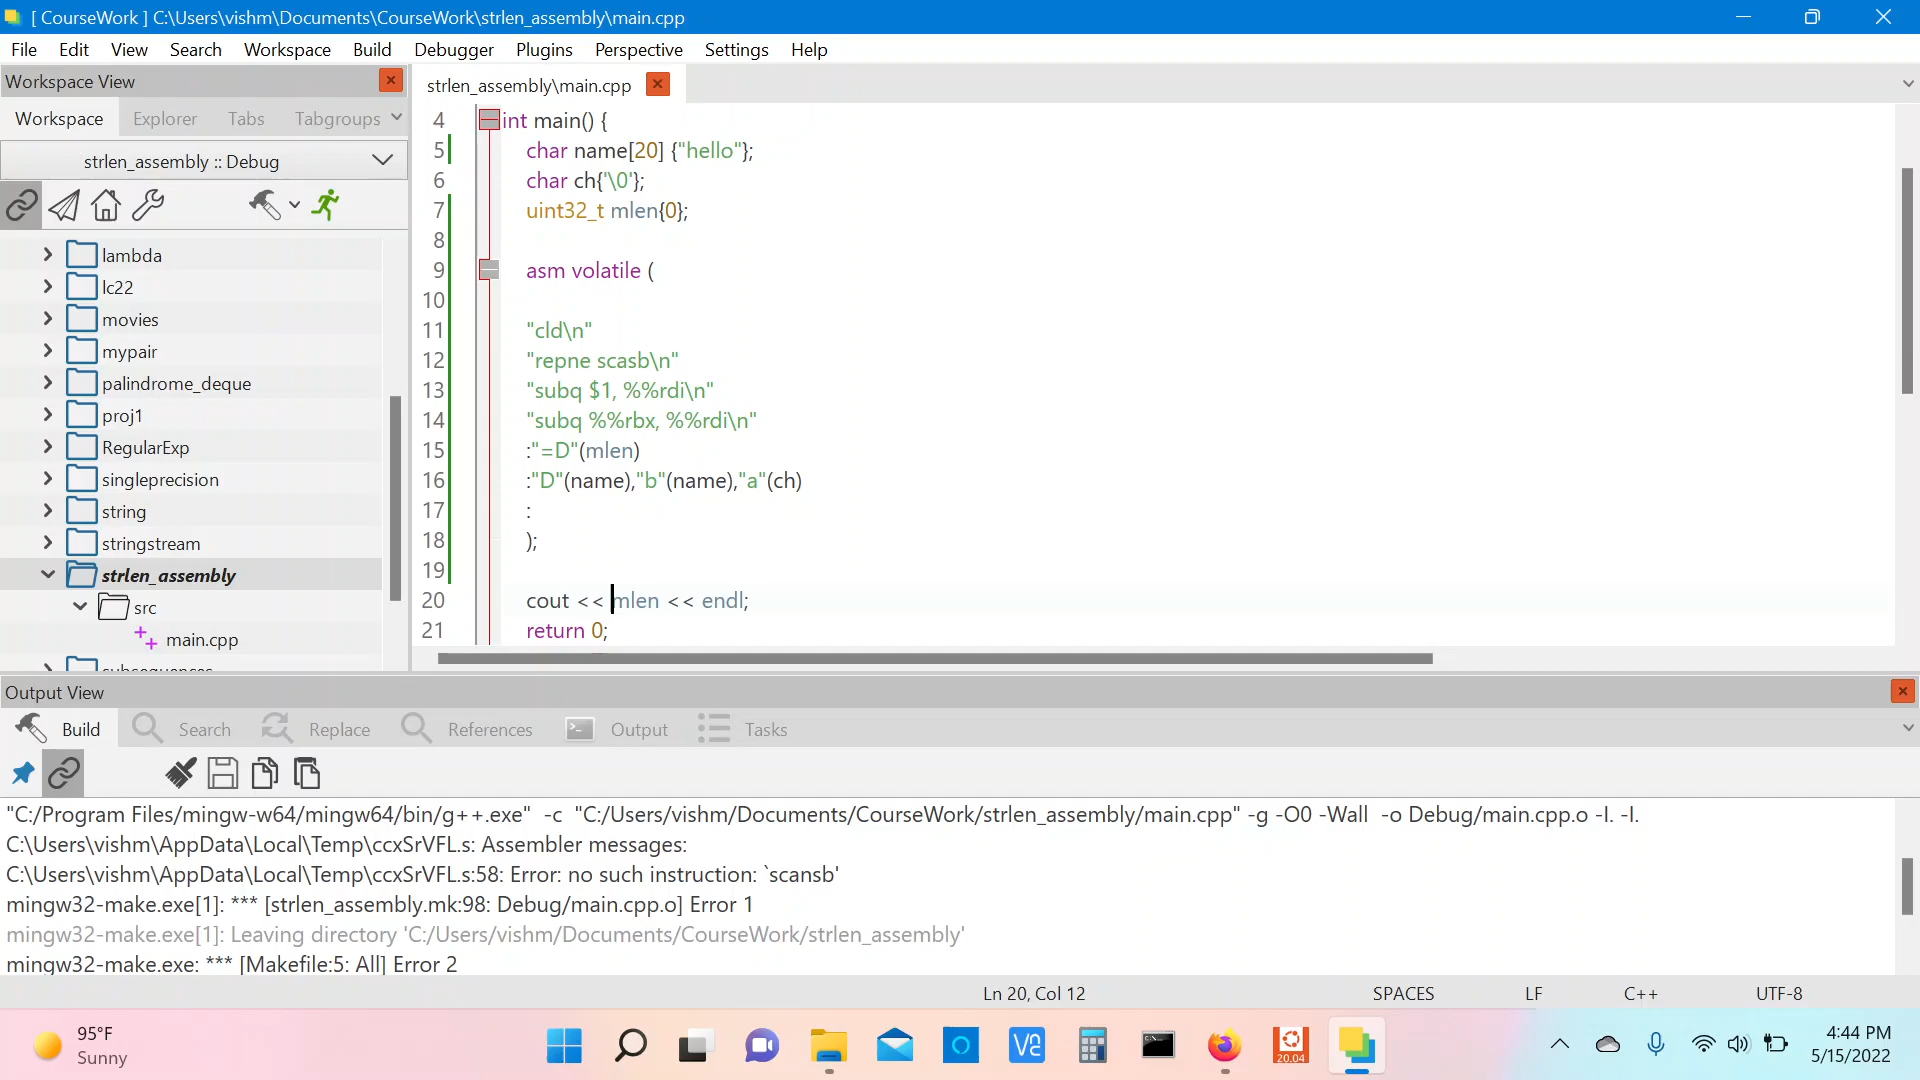 [ CourseWork ] C:\Users\vishm\Documents\CourseWork\strlen_assembly\main.cpp
File Edit View Search Workspace Build Debugger Plugins Perspective Settings Help
Workspace View
strlen_assembly\main.cpp
Workspace Explorer Tabs Tabgroups
strlen_assembly :: Debug
lambda
lc22
movies
mypair
palindrome_deque
proj1
RegularExp
singleprecision
string
stringstream
strlen_assembly
src
main.cpp
subsequences
4 int main() {
5 char name[20] {"hello"};
6 char ch{'\0'};
7 uint32_t mlen{0};
8
9 asm volatile (
10
11 "cld\n"
12 "repne scasb\n"
13 "subq $1, %%rdi\n"
14 "subq %%rbx, %%rdi\n"
15 :"=D"(mlen)
16 :"D"(name),"b"(name),"a"(ch)
17 :
18 );
19
20 cout << mlen << endl;
21 return 0;
Output View
Build Search Replace References Output Tasks
"C:/Program Files/mingw-w64/mingw64/bin/g++.exe" -c "C:/Users/vishm/Documents/CourseWork/strlen_assembly/main.cpp" -g -O0 -Wall -o Debug/main.cpp.o -I. -I.
C:\Users\vishm\AppData\Local\Temp\ccxSrVFL.s: Assembler messages:
C:\Users\vishm\AppData\Local\Temp\ccxSrVFL.s:58: Error: no such instruction: `scansb'
mingw32-make.exe[1]: *** [strlen_assembly.mk:98: Debug/main.cpp.o] Error 1
mingw32-make.exe[1]: Leaving directory 'C:/Users/vishm/Documents/CourseWork/strlen_assembly'
mingw32-make.exe: *** [Makefile:5: All] Error 2
Ln 20, Col 12 SPACES LF C++ UTF-8
95°F
Sunny
20.04
4:44 PM
5/15/2022